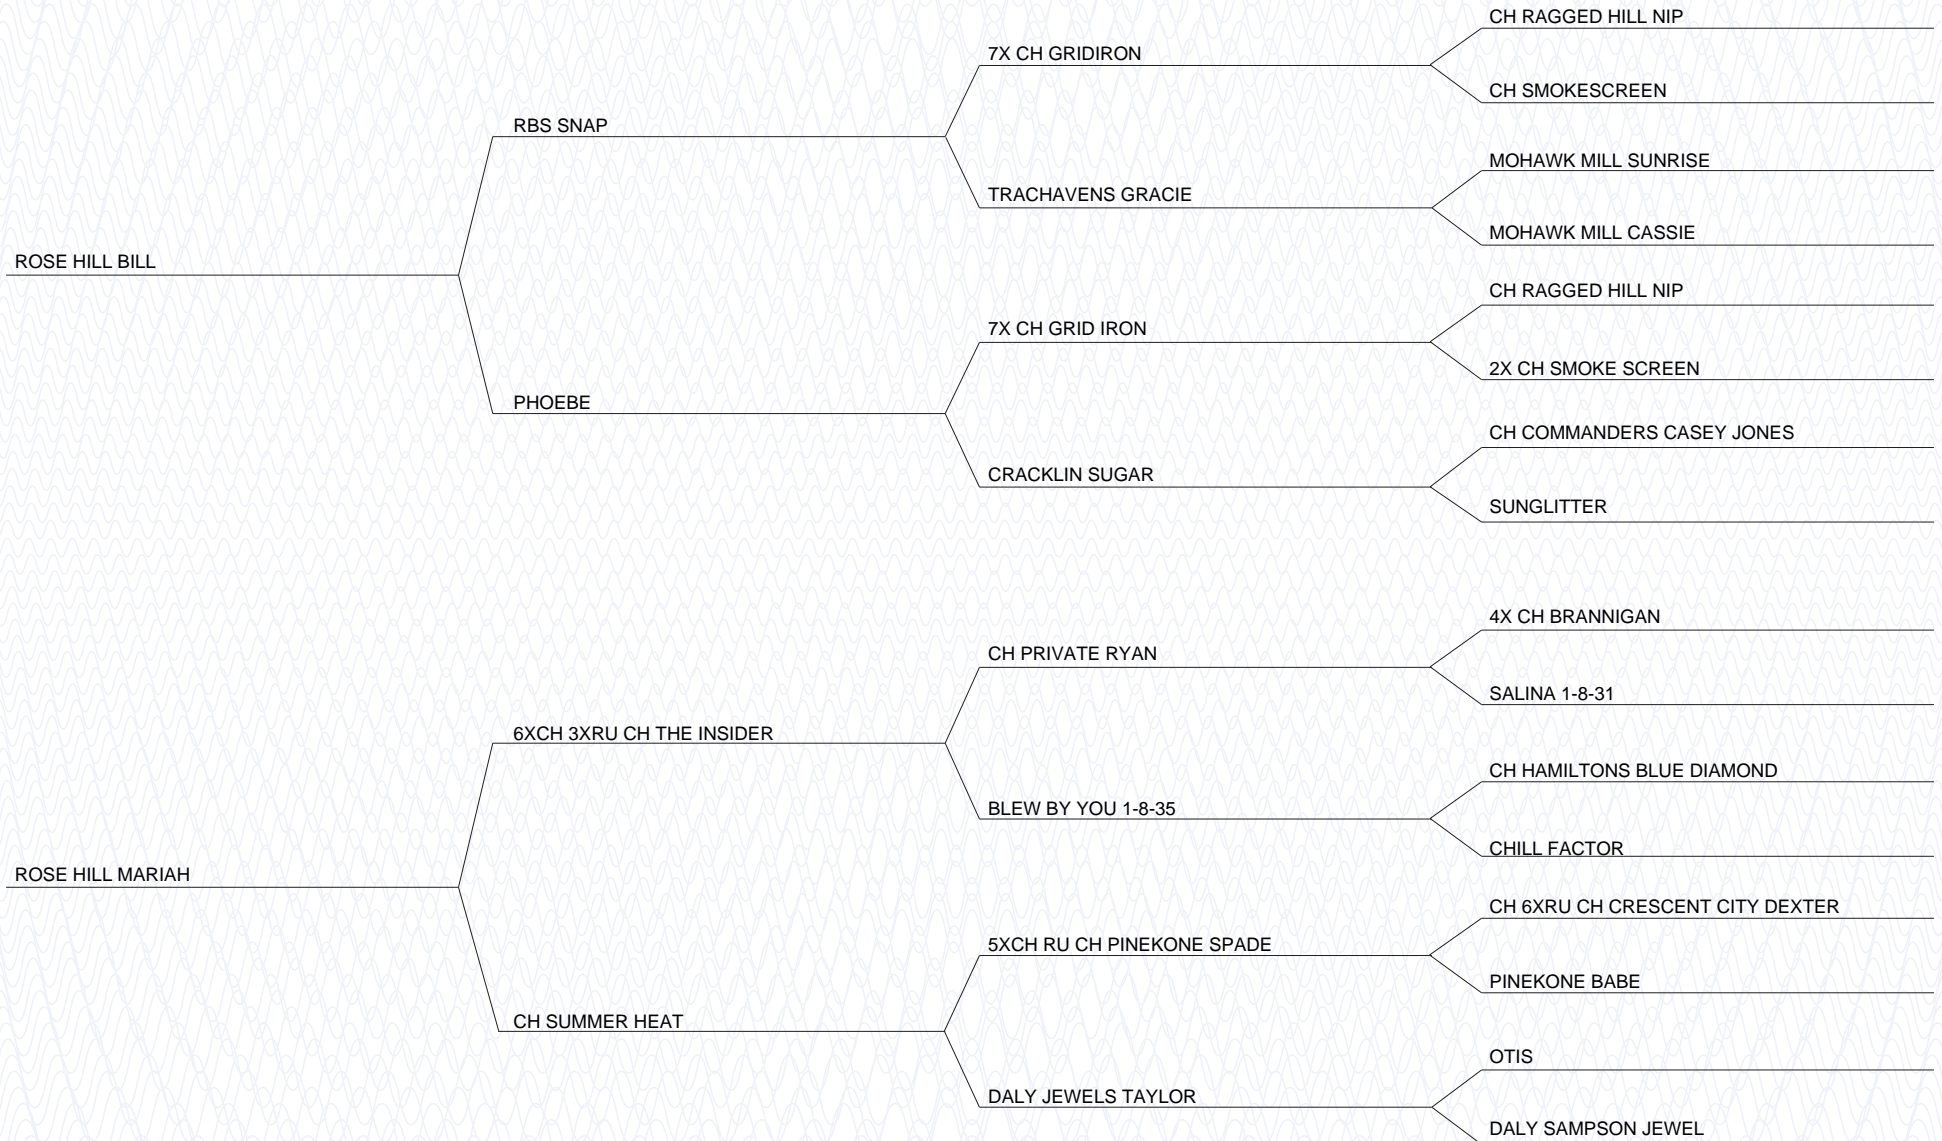 CH RAGGED HILL NIP
7X CH GRIDIRON
CH SMOKESCREEN
RBS SNAP
MOHAWK MILL SUNRISE
TRACHAVENS GRACIE
MOHAWK MILL CASSIE
ROSE HILL BILL
CH RAGGED HILL NIP
7X CH GRID IRON
2X CH SMOKE SCREEN
PHOEBE
CH COMMANDERS CASEY JONES
CRACKLIN SUGAR
SUNGLITTER
4X CH BRANNIGAN
CH PRIVATE RYAN
SALINA 1-8-31
6XCH 3XRU CH THE INSIDER
CH HAMILTONS BLUE DIAMOND
BLEW BY YOU 1-8-35
CHILL FACTOR
ROSE HILL MARIAH
CH 6XRU CH CRESCENT CITY DEXTER
5XCH RU CH PINEKONE SPADE
PINEKONE BABE
CH SUMMER HEAT
OTIS
DALY JEWELS TAYLOR
DALY SAMPSON JEWEL